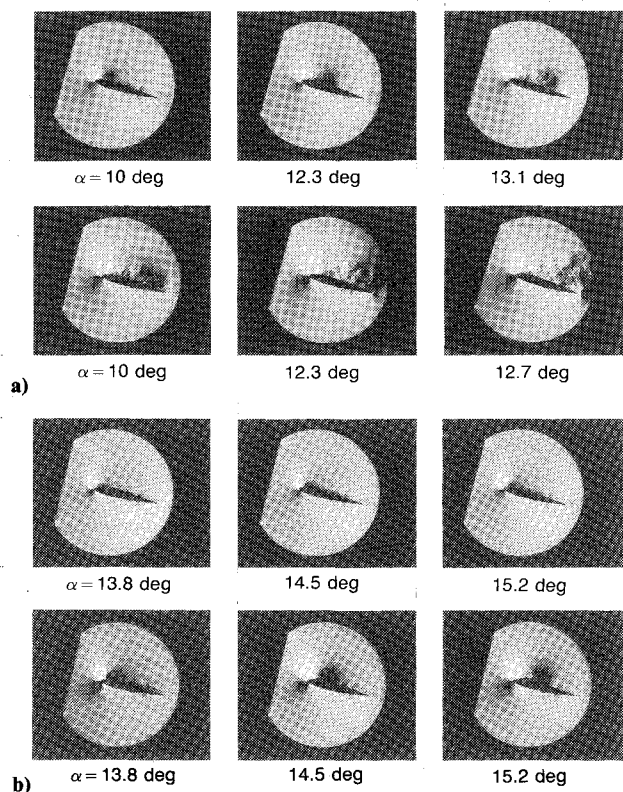 α = 10 deg 12.3 deg 13.1 deg
α = 10 deg 12.3 deg 12.7 deg
a)
α = 13.8 deg 14.5 deg 15.2 deg
α = 13.8 deg 14.5 deg 15.2 deg
b)